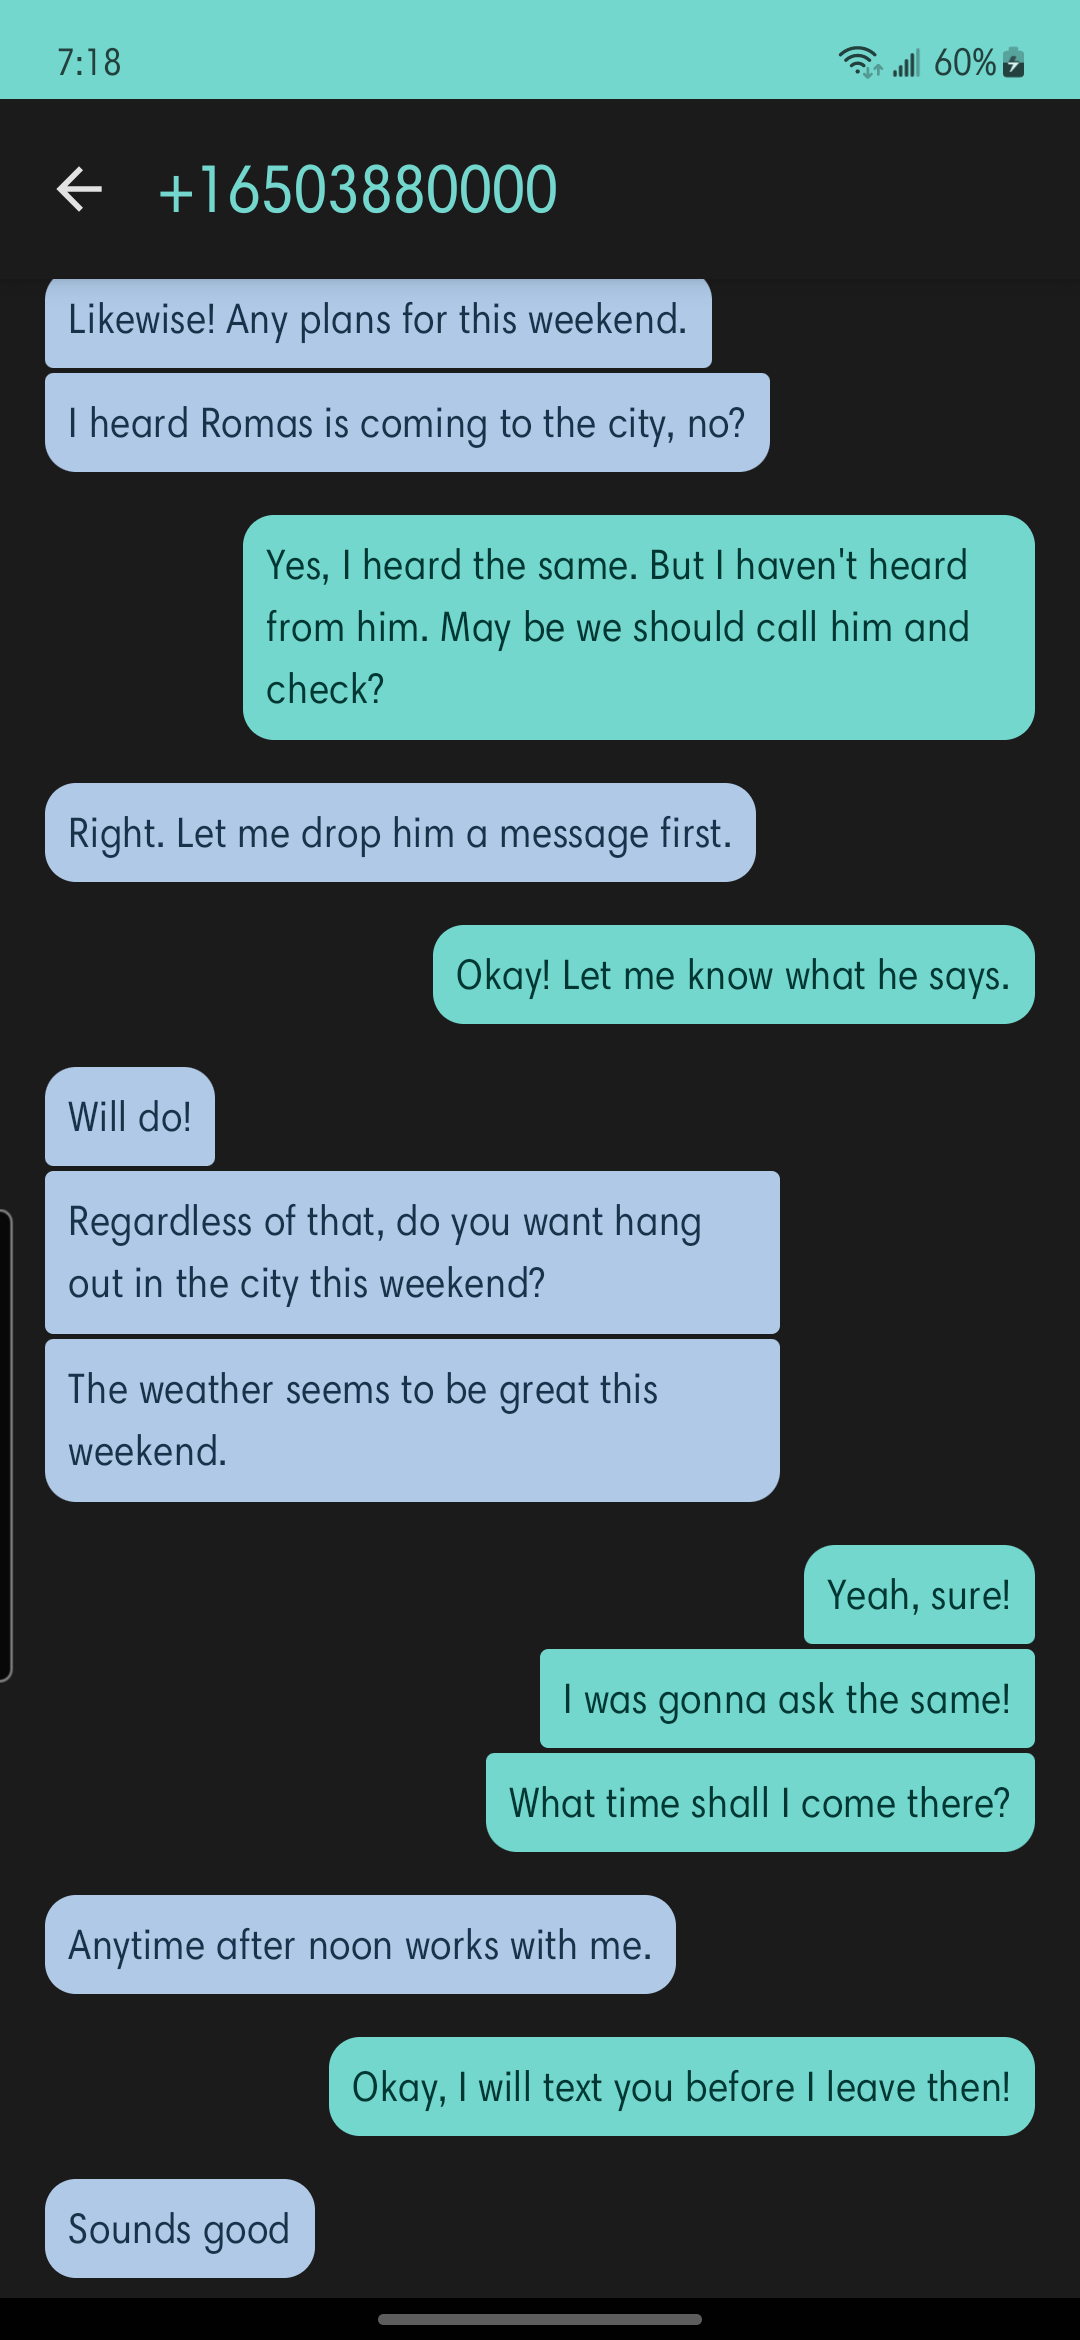 7:18
60%
+16503880000
Likewise! Any plans for this weekend.
I heard Romas is coming to the city, no?
Yes, I heard the same. But I haven't heard
from him. May be we should call him and
check?
Right. Let me drop him a message first.
Okay! Let me know what he says.
Will do!
Regardless of that, do you want hang
out in the city this weekend?
The weather seems to be great this
weekend.
Yeah, sure!
I was gonna ask the same!
What time shall I come there?
Anytime after noon works with me.
Okay, I will text you before I leave then!
Sounds good